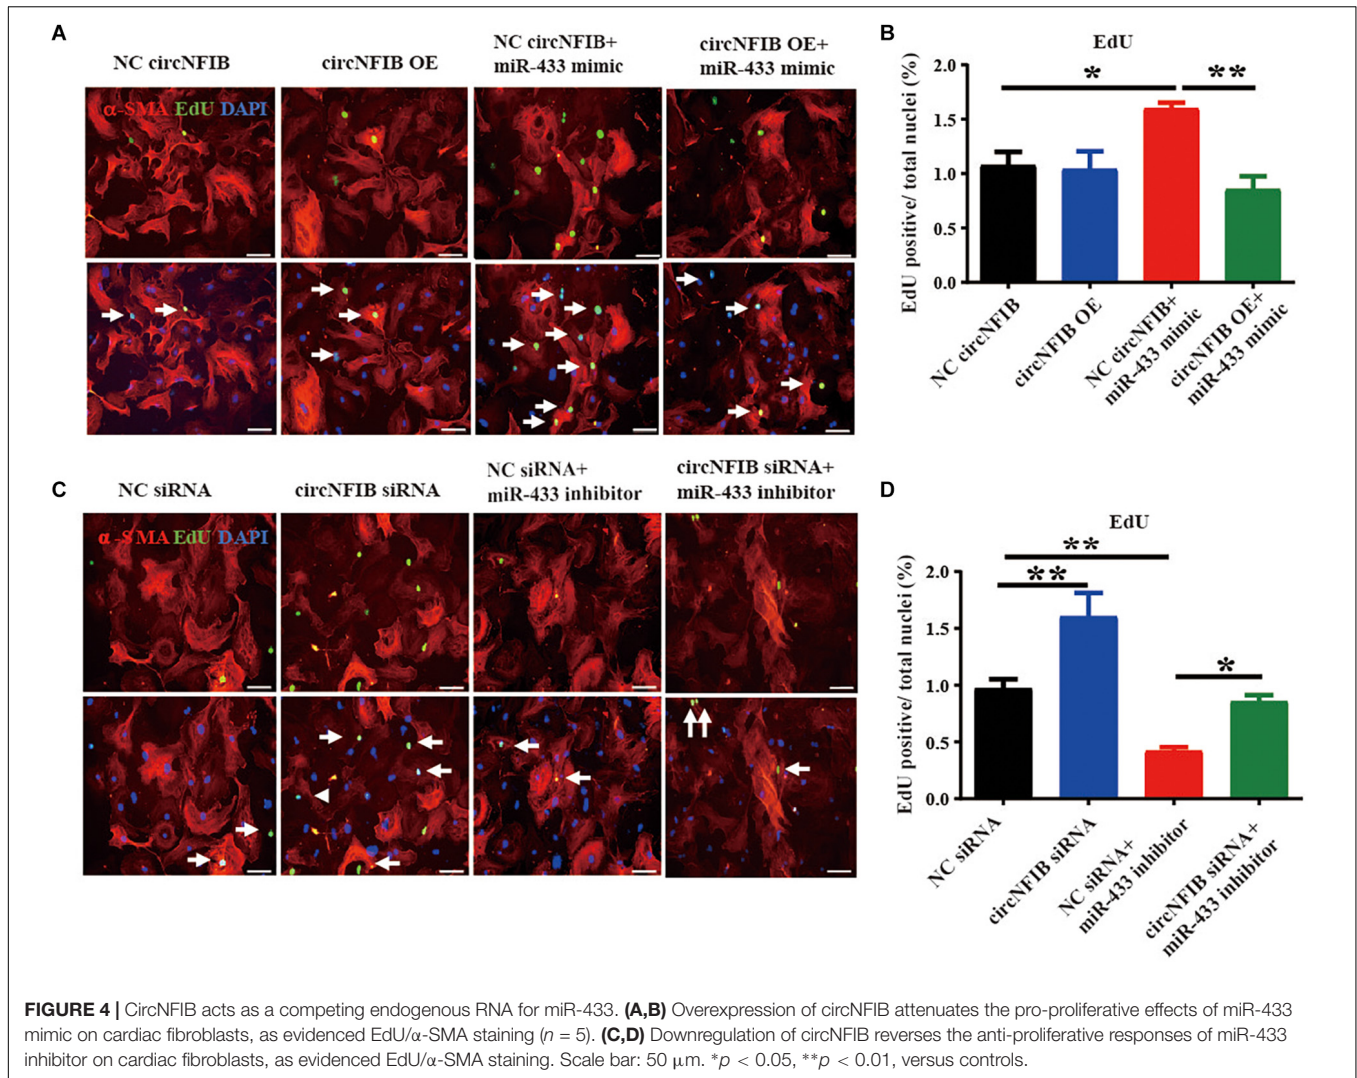 A
NC circNFIB
circNFIB OE
NC circNFIB+
miR-433 mimic
circNFIB OE+
miR-433 mimic
α-SMA EdU DAPI
B
EdU
EdU positive/ total nuclei (%)
2.0
1.5
1.0
0.5
0.0
*
**
NC circNFIB
circNFIB OE
NC circNFIB+
miR-433 mimic
circNFIB OE+
miR-433 mimic
C
NC siRNA
circNFIB siRNA
NC siRNA+
miR-433 inhibitor
circNFIB siRNA+
miR-433 inhibitor
α-SMA EdU DAPI
D
EdU
EdU positive/ total nuclei (%)
2.0
1.5
1.0
0.5
0.0
**
**
*
NC siRNA
circNFIB siRNA
NC siRNA+
miR-433 inhibitor
circNFIB siRNA+
miR-433 inhibitor
FIGURE 4 | CircNFIB acts as a competing endogenous RNA for miR-433. (A,B) Overexpression of circNFIB attenuates the pro-proliferative effects of miR-433
mimic on cardiac fibroblasts, as evidenced EdU/α-SMA staining (n = 5). (C,D) Downregulation of circNFIB reverses the anti-proliferative responses of miR-433
inhibitor on cardiac fibroblasts, as evidenced EdU/α-SMA staining. Scale bar: 50 μm. *p < 0.05, **p < 0.01, versus controls.